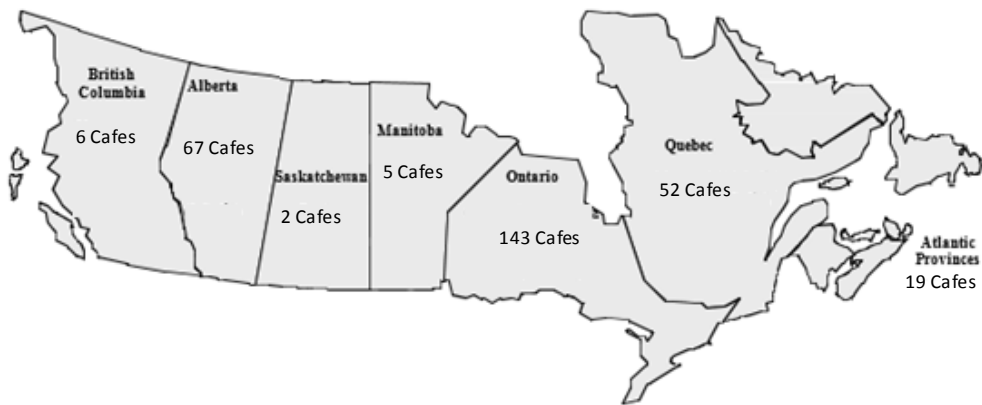 British
Columbia
6 Cafes
Alberta
67 Cafes
Saskatchewan
2 Cafes
Manitoba
5 Cafes
Ontario
143 Cafes
Quebec
52 Cafes
Atlantic
Provinces
19 Cafes